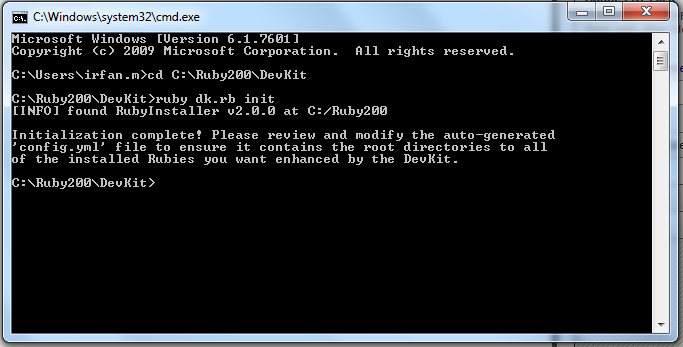 C:\Windows\system32\cmd.exe
Microsoft Windows [Version 6.1.7601]
Copyright (c) 2009 Microsoft Corporation.  All rights reserved.
C:\Users\irfan.m>cd C:\Ruby200\DevKit
C:\Ruby200\DevKit>ruby dk.rb init
[INFO] found RubyInstaller v2.0.0 at C:/Ruby200
Initialization complete! Please review and modify the auto-generated
'config.yml' file to ensure it contains the root directories to all
of the installed Rubies you want enhanced by the DevKit.
C:\Ruby200\DevKit>